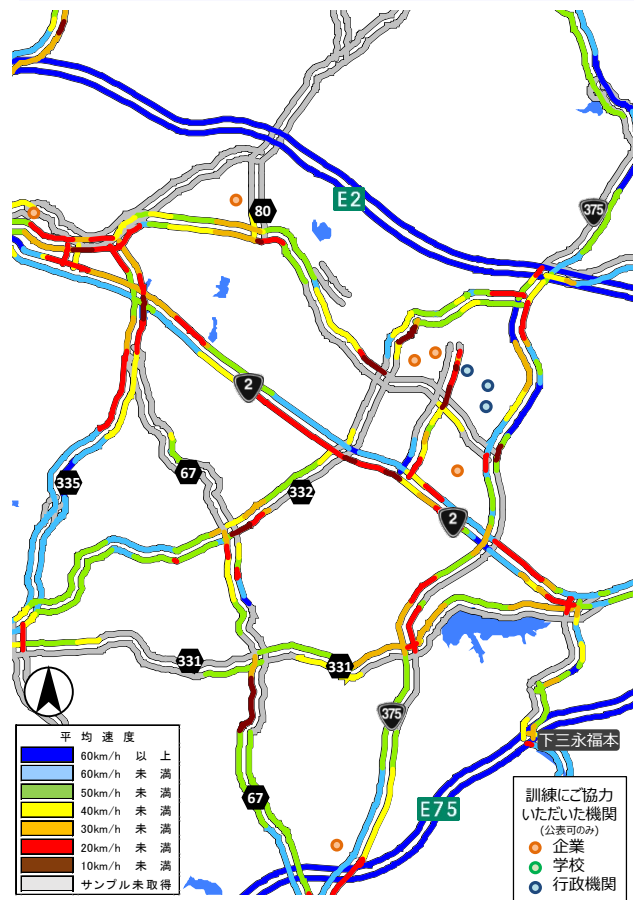 E2
375
80
2
67
335
332
2
331
331
375
下三永福本
67
E75
平均速度
60km/h 以上
60km/h 未満
50km/h 未満
40km/h 未満
30km/h 未満
20km/h 未満
10km/h 未満
サンプル未取得
訓練にご協力
いただいた機関
(公表可のみ)
企業
学校
行政機関